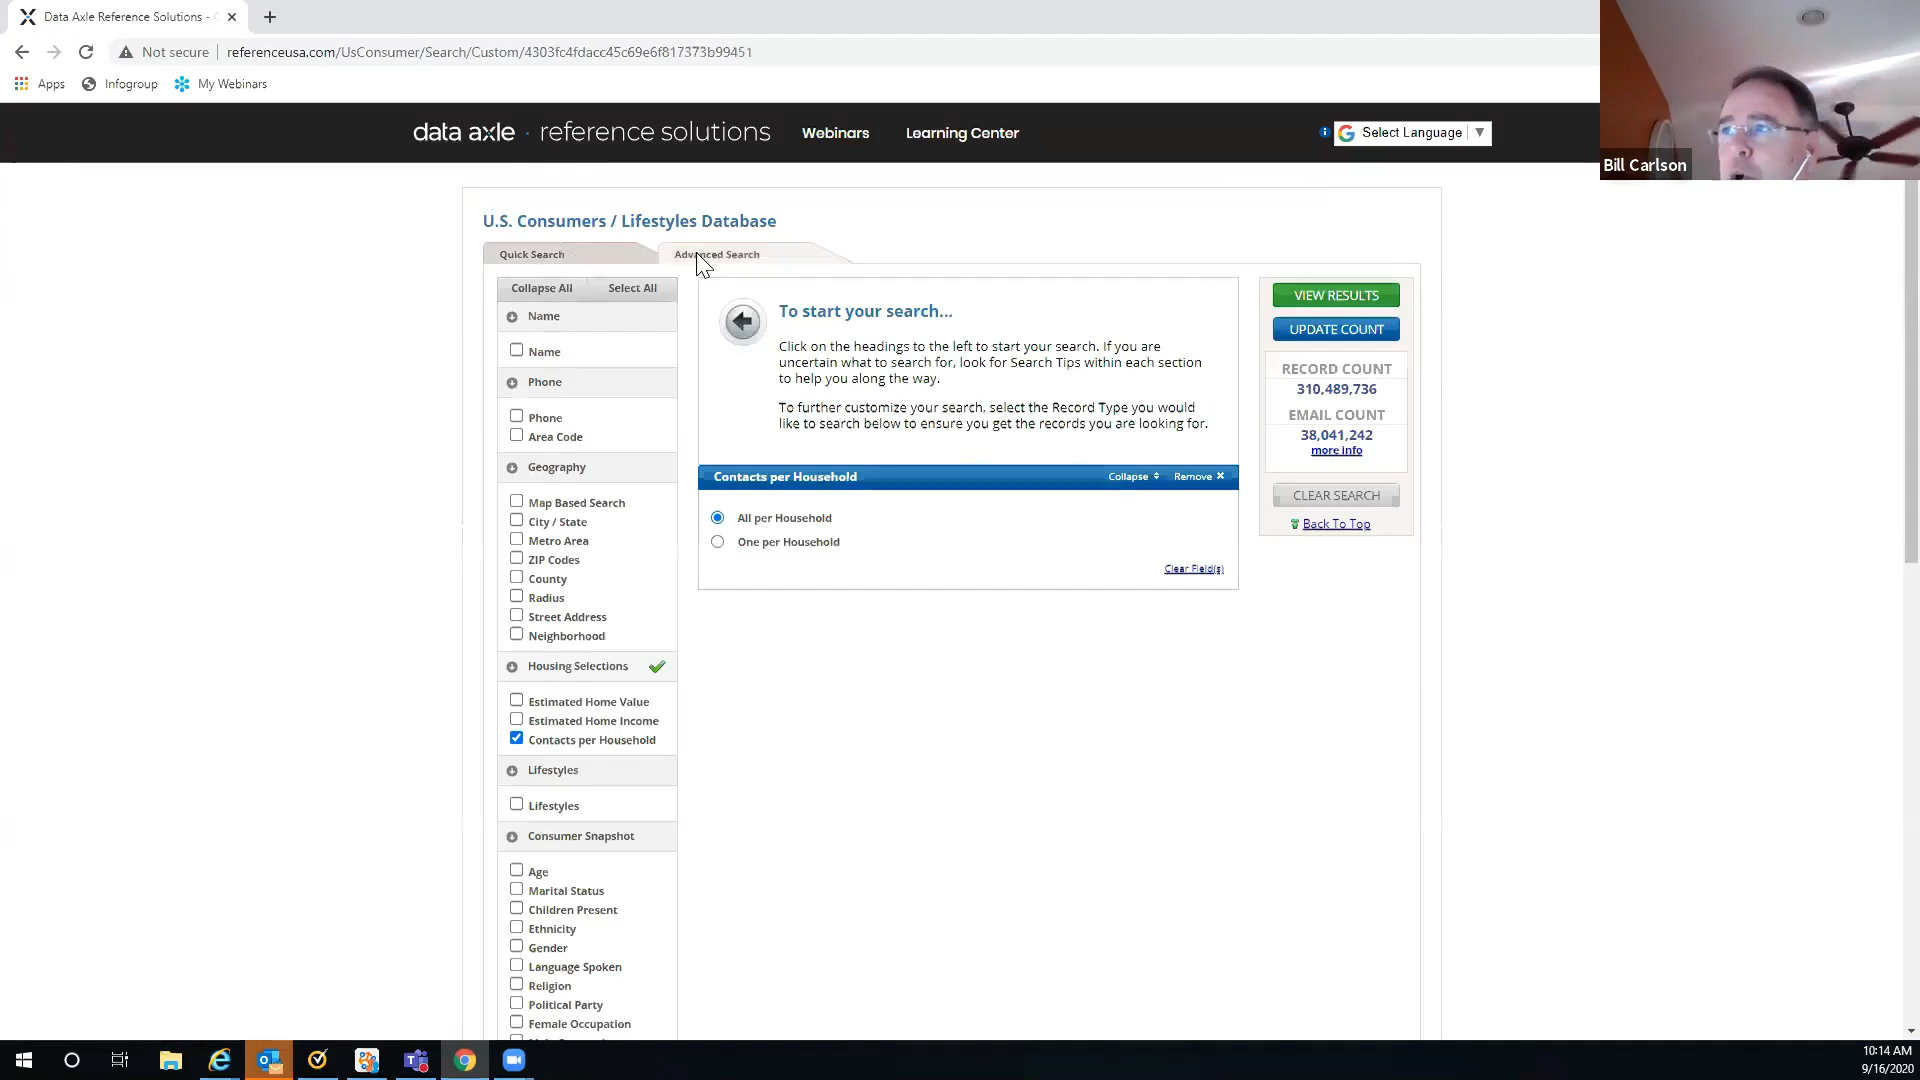 Data Axle Reference Solutions -
Not secure
referenceusa.com/UsConsumer/Search/Custom/4303fc4fdacc45c69e6f817373b99451
Apps
Infogroup
My Webinars
data axle · reference solutions
Webinars
Learning Center
Select Language
Bill Carlson
U.S. Consumers / Lifestyles Database
Quick Search
Advanced Search
Collapse All
Select All
Name
Name
Phone
Phone
Area Code
Geography
Map Based Search
City / State
Metro Area
ZIP Codes
County
Radius
Street Address
Neighborhood
Housing Selections
Estimated Home Value
Estimated Home Income
Contacts per Household
Lifestyles
Lifestyles
Consumer Snapshot
Age
Marital Status
Children Present
Ethnicity
Gender
Language Spoken
Religion
Political Party
Female Occupation
To start your search...
Click on the headings to the left to start your search. If you are
uncertain what to search for, look for Search Tips within each section
to help you along the way.
To further customize your search, select the Record Type you would
like to search below to ensure you get the records you are looking for.
Contacts per Household
Collapse
Remove
All per Household
One per Household
Clear Field(s)
VIEW RESULTS
UPDATE COUNT
RECORD COUNT
310,489,736
EMAIL COUNT
38,041,242
more info
CLEAR SEARCH
Back To Top
10:14 AM
9/16/2020